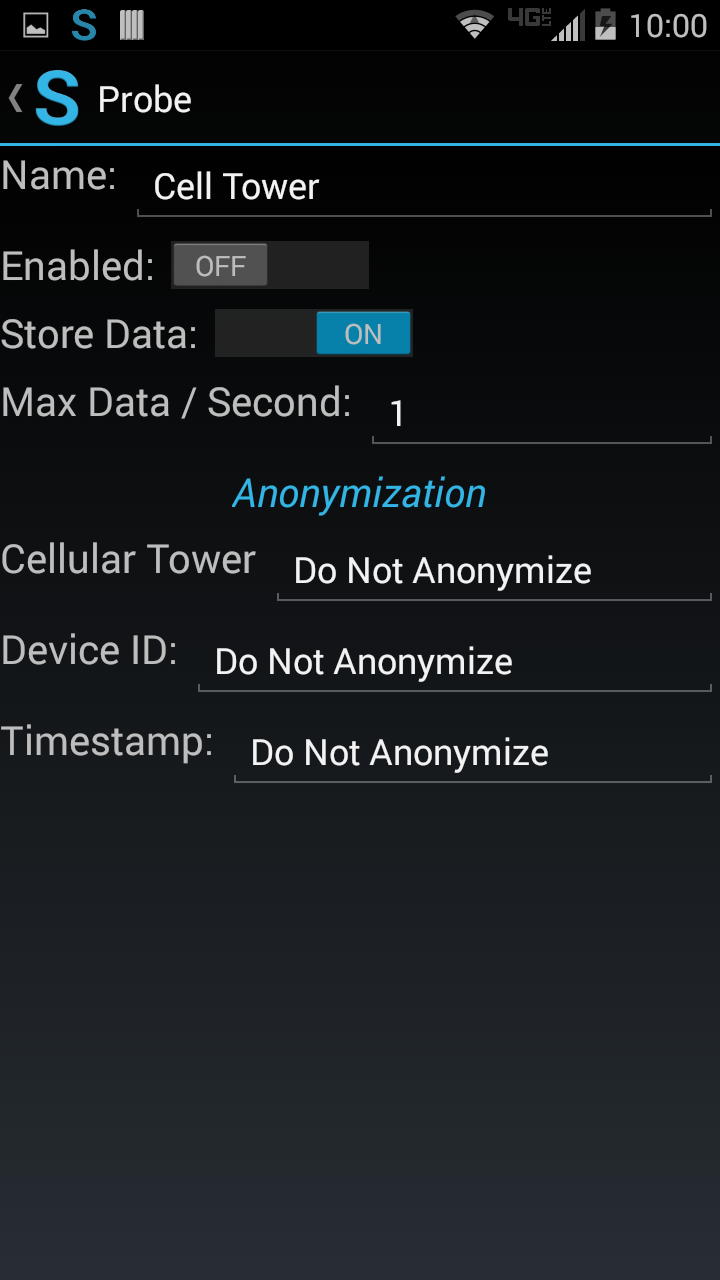 S 4G LTE 10:00
S Probe
Name: Cell Tower
Enabled: OFF
Store Data: ON
Max Data / Second: 1
Anonymization
Cellular Tower Do Not Anonymize
Device ID: Do Not Anonymize
Timestamp: Do Not Anonymize